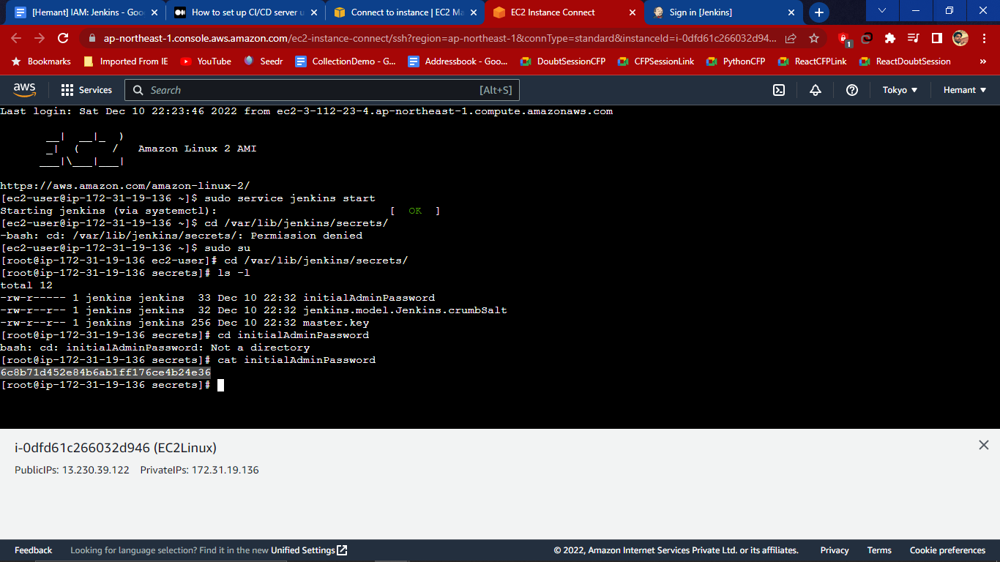 [Hemant] IAM: Jenkins - Goo
How to set up CI/CD server u
Connect to instance | EC2 Ma
EC2 Instance Connect
Sign in [Jenkins]
ap-northeast-1.console.aws.amazon.com/ec2-instance-connect/ssh?region=ap-northeast-1&connType=standard&instanceId=i-0dfd61c266032d94...
1
Bookmarks
Imported From IE
YouTube
Seedr
CollectionDemo - G...
Addressbook - Goo...
DoubtSessionCFP
CFPSessionLink
PythonCFP
ReactCFPLink
ReactDoubtSession
»
aws
Services
Search
[Alt+S]
Tokyo
Hemant
Last login: Sat Dec 10 22:23:46 2022 from ec2-3-112-23-4.ap-northeast-1.compute.amazonaws.com
       __|  __|_  )
       _|  (     /   Amazon Linux 2 AMI
      ___|\___|___|
https://aws.amazon.com/amazon-linux-2/
[ec2-user@ip-172-31-19-136 ~]$ sudo service jenkins start
Starting jenkins (via systemctl):                          [  OK  ]
[ec2-user@ip-172-31-19-136 ~]$ cd /var/lib/jenkins/secrets/
-bash: cd: /var/lib/jenkins/secrets/: Permission denied
[ec2-user@ip-172-31-19-136 ~]$ sudo su
[root@ip-172-31-19-136 ec2-user]# cd /var/lib/jenkins/secrets/
[root@ip-172-31-19-136 secrets]# ls -l
total 12
-rw-r----- 1 jenkins jenkins  33 Dec 10 22:32 initialAdminPassword
-rw-r--r-- 1 jenkins jenkins  32 Dec 10 22:32 jenkins.model.Jenkins.crumbSalt
-rw-r--r-- 1 jenkins jenkins 256 Dec 10 22:32 master.key
[root@ip-172-31-19-136 secrets]# cd initialAdminPassword
bash: cd: initialAdminPassword: Not a directory
[root@ip-172-31-19-136 secrets]# cat initialAdminPassword
6c8b71d452e84b6ab1ff176ce4b24e36
[root@ip-172-31-19-136 secrets]#
i-0dfd61c266032d946 (EC2Linux)
PublicIPs: 13.230.39.122 PrivateIPs: 172.31.19.136
Feedback
Looking for language selection? Find it in the new Unified Settings
© 2022, Amazon Internet Services Private Ltd. or its affiliates.
Privacy
Terms
Cookie preferences